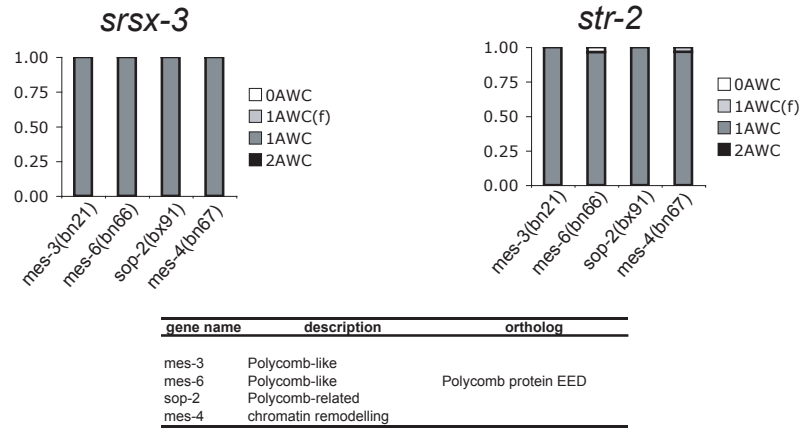 srsx-3
1.00
0.75
0.50
0.25
0.00
mes-3(bn21)
mes-6(bn66)
sop-2(bx91)
mes-4(bn67)
0AWC
1AWC(f)
1AWC
2AWC
str-2
1.00
0.75
0.50
0.25
0.00
mes-3(bn21)
mes-6(bn66)
sop-2(bx91)
mes-4(bn67)
0AWC
1AWC(f)
1AWC
2AWC
gene name description ortholog
mes-3 Polycomb-like
mes-6 Polycomb-like Polycomb protein EED
sop-2 Polycomb-related
mes-4 chromatin remodelling